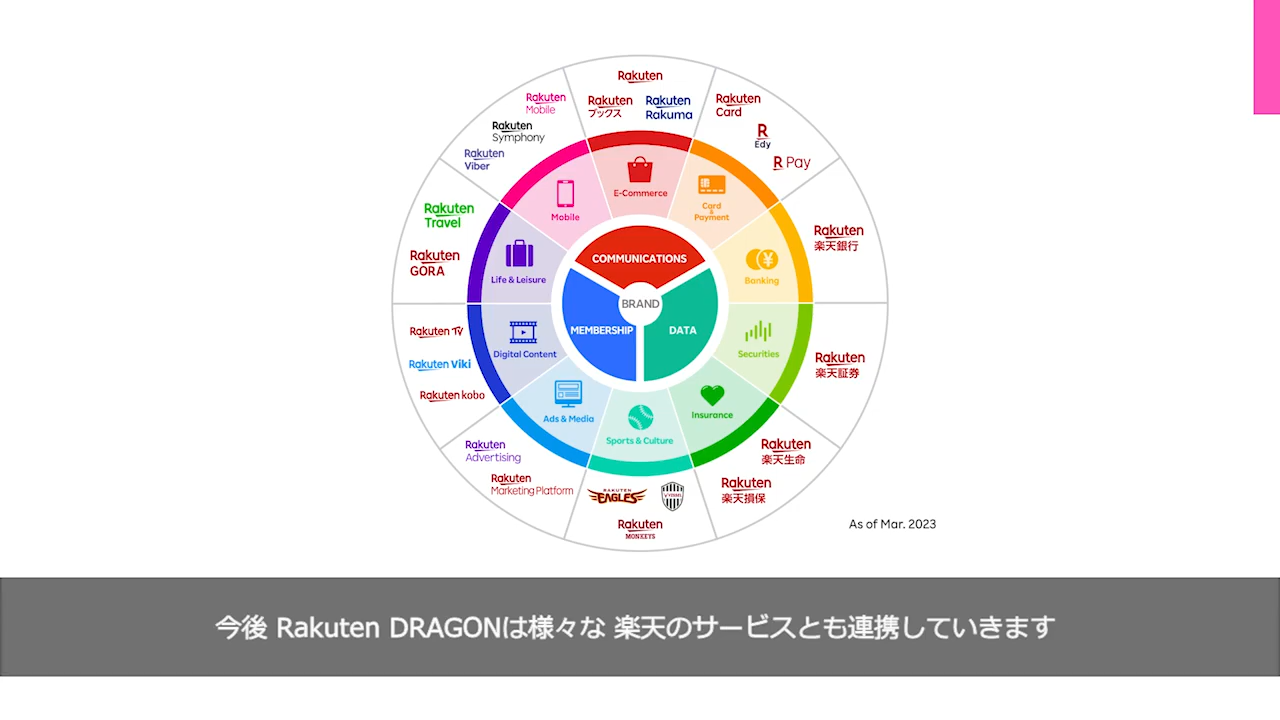 Rakuten
Rakuten
ブックス
Rakuten
Rakuma
Rakuten
Card
R
Edy
R Pay
Rakuten
楽天銀行
Rakuten
楽天証券
Rakuten
楽天生命
Rakuten
楽天損保
RAKUTEN
EAGLES
VISSEL
Rakuten
MONKEYS
Rakuten
Marketing Platform
Rakuten
Advertising
Rakuten kobo
Rakuten Viki
Rakuten TV
Rakuten
GORA
Rakuten
Travel
Rakuten
Viber
Rakuten
Symphony
Rakuten
Mobile
E-Commerce
Card
&
Payment
Banking
Securities
Insurance
Sports & Culture
Ads & Media
Digital Content
Life & Leisure
Mobile
COMMUNICATIONS
BRAND
MEMBERSHIP
DATA
As of Mar. 2023
今後 Rakuten DRAGONは様々な 楽天のサービスとも連携していきます